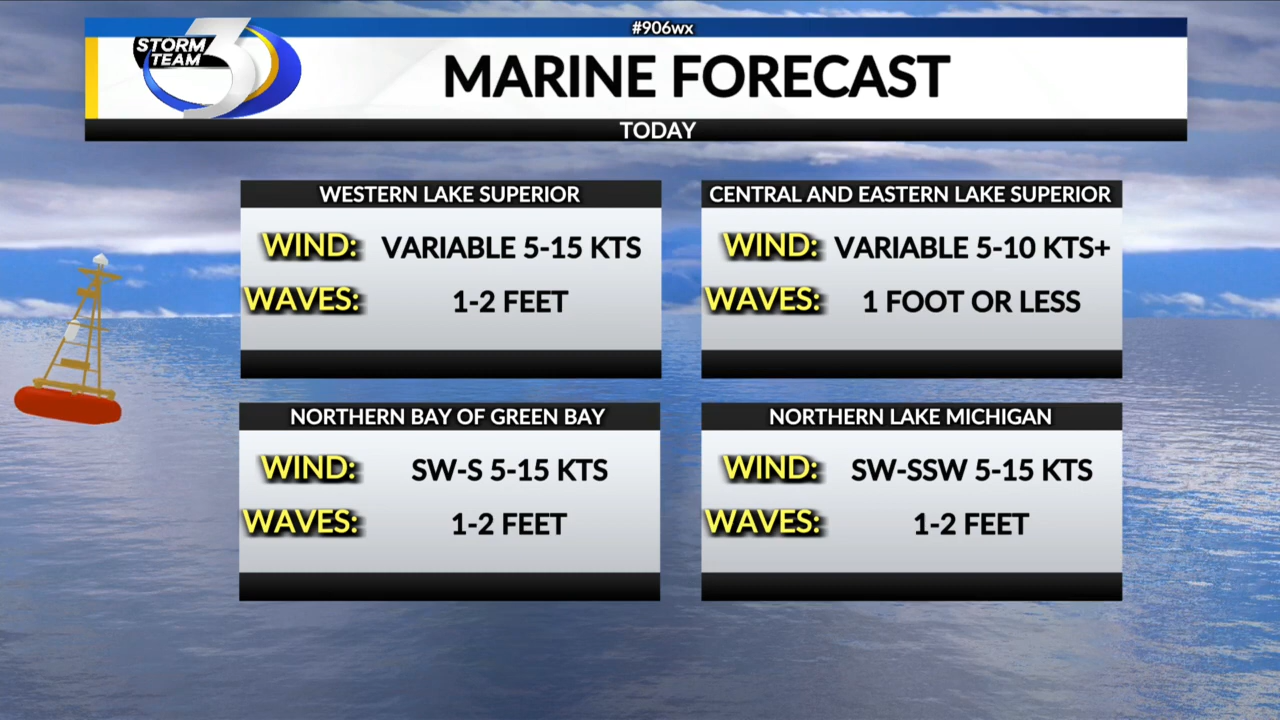 #906wx
STORM
TEAM
3
MARINE FORECAST
TODAY
WESTERN LAKE SUPERIOR
WIND: VARIABLE 5-15 KTS
WAVES: 1-2 FEET
CENTRAL AND EASTERN LAKE SUPERIOR
WIND: VARIABLE 5-10 KTS+
WAVES: 1 FOOT OR LESS
NORTHERN BAY OF GREEN BAY
WIND: SW-S 5-15 KTS
WAVES: 1-2 FEET
NORTHERN LAKE MICHIGAN
WIND: SW-SSW 5-15 KTS
WAVES: 1-2 FEET